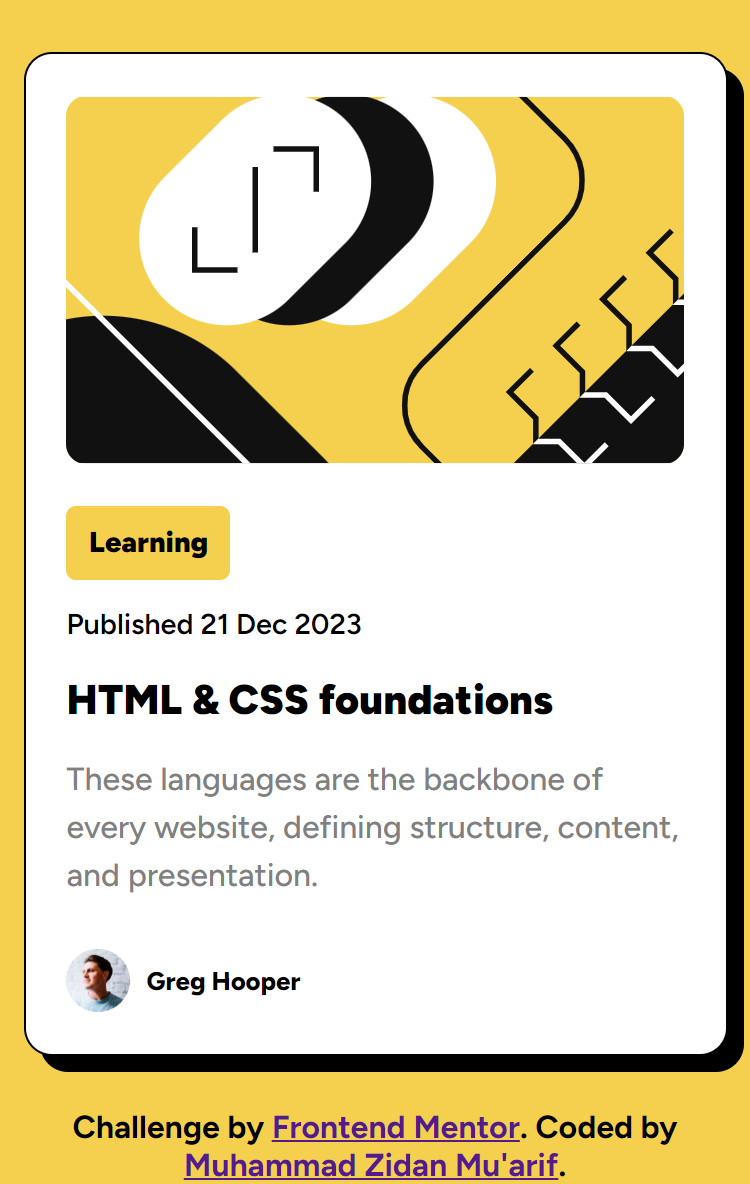 Learning
Published 21 Dec 2023
HTML & CSS foundations
These languages are the backbone of
every website, defining structure, content,
and presentation.
Greg Hooper
Challenge by Frontend Mentor. Coded by
Muhammad Zidan Mu'arif.